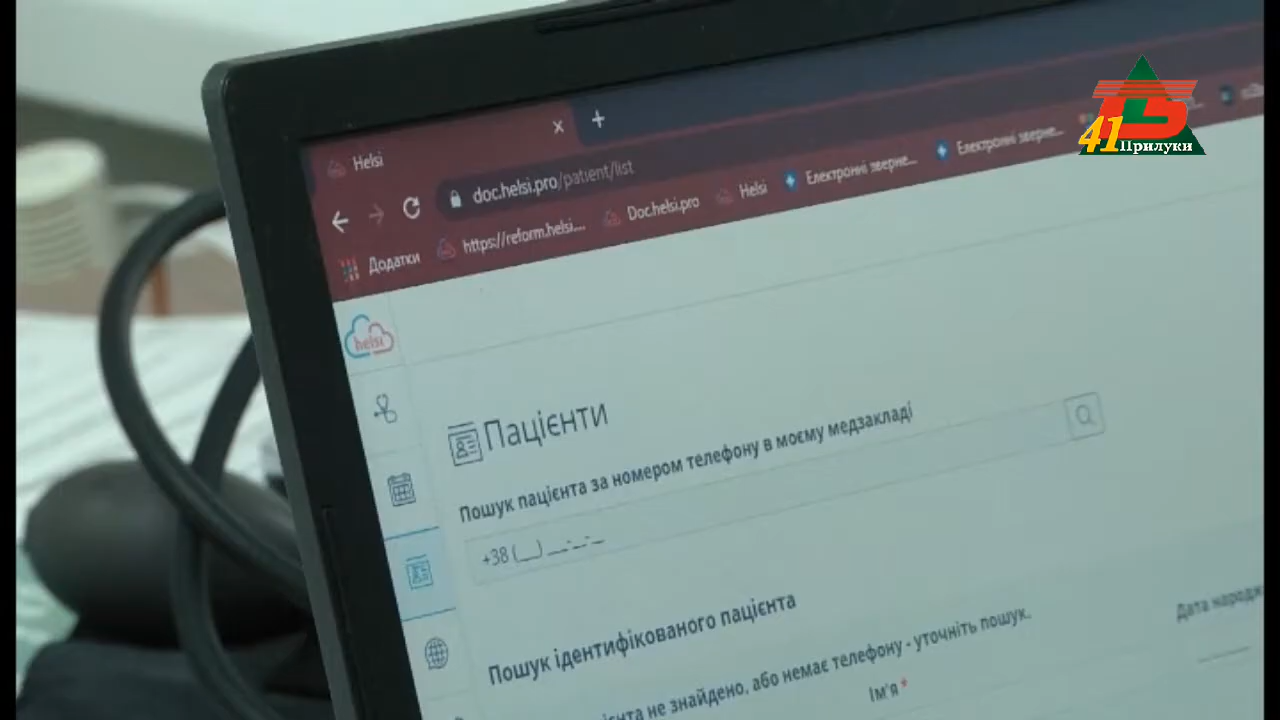 Helsi
doc.helsi.pro/patient/list
Додатки https://reform.helsi.... Doc.helsi.pro Helsi Електронні зверне... Електронні зверне...
41 Прилуки
helsi
Пацієнти
Пошук пацієнта за номером телефону в моєму медзакладі
+38 (__) ___-__-__
Пошук ідентифікованого пацієнта
не знайдено, або немає телефону - уточніть пошук.
Ім'я *
Дата